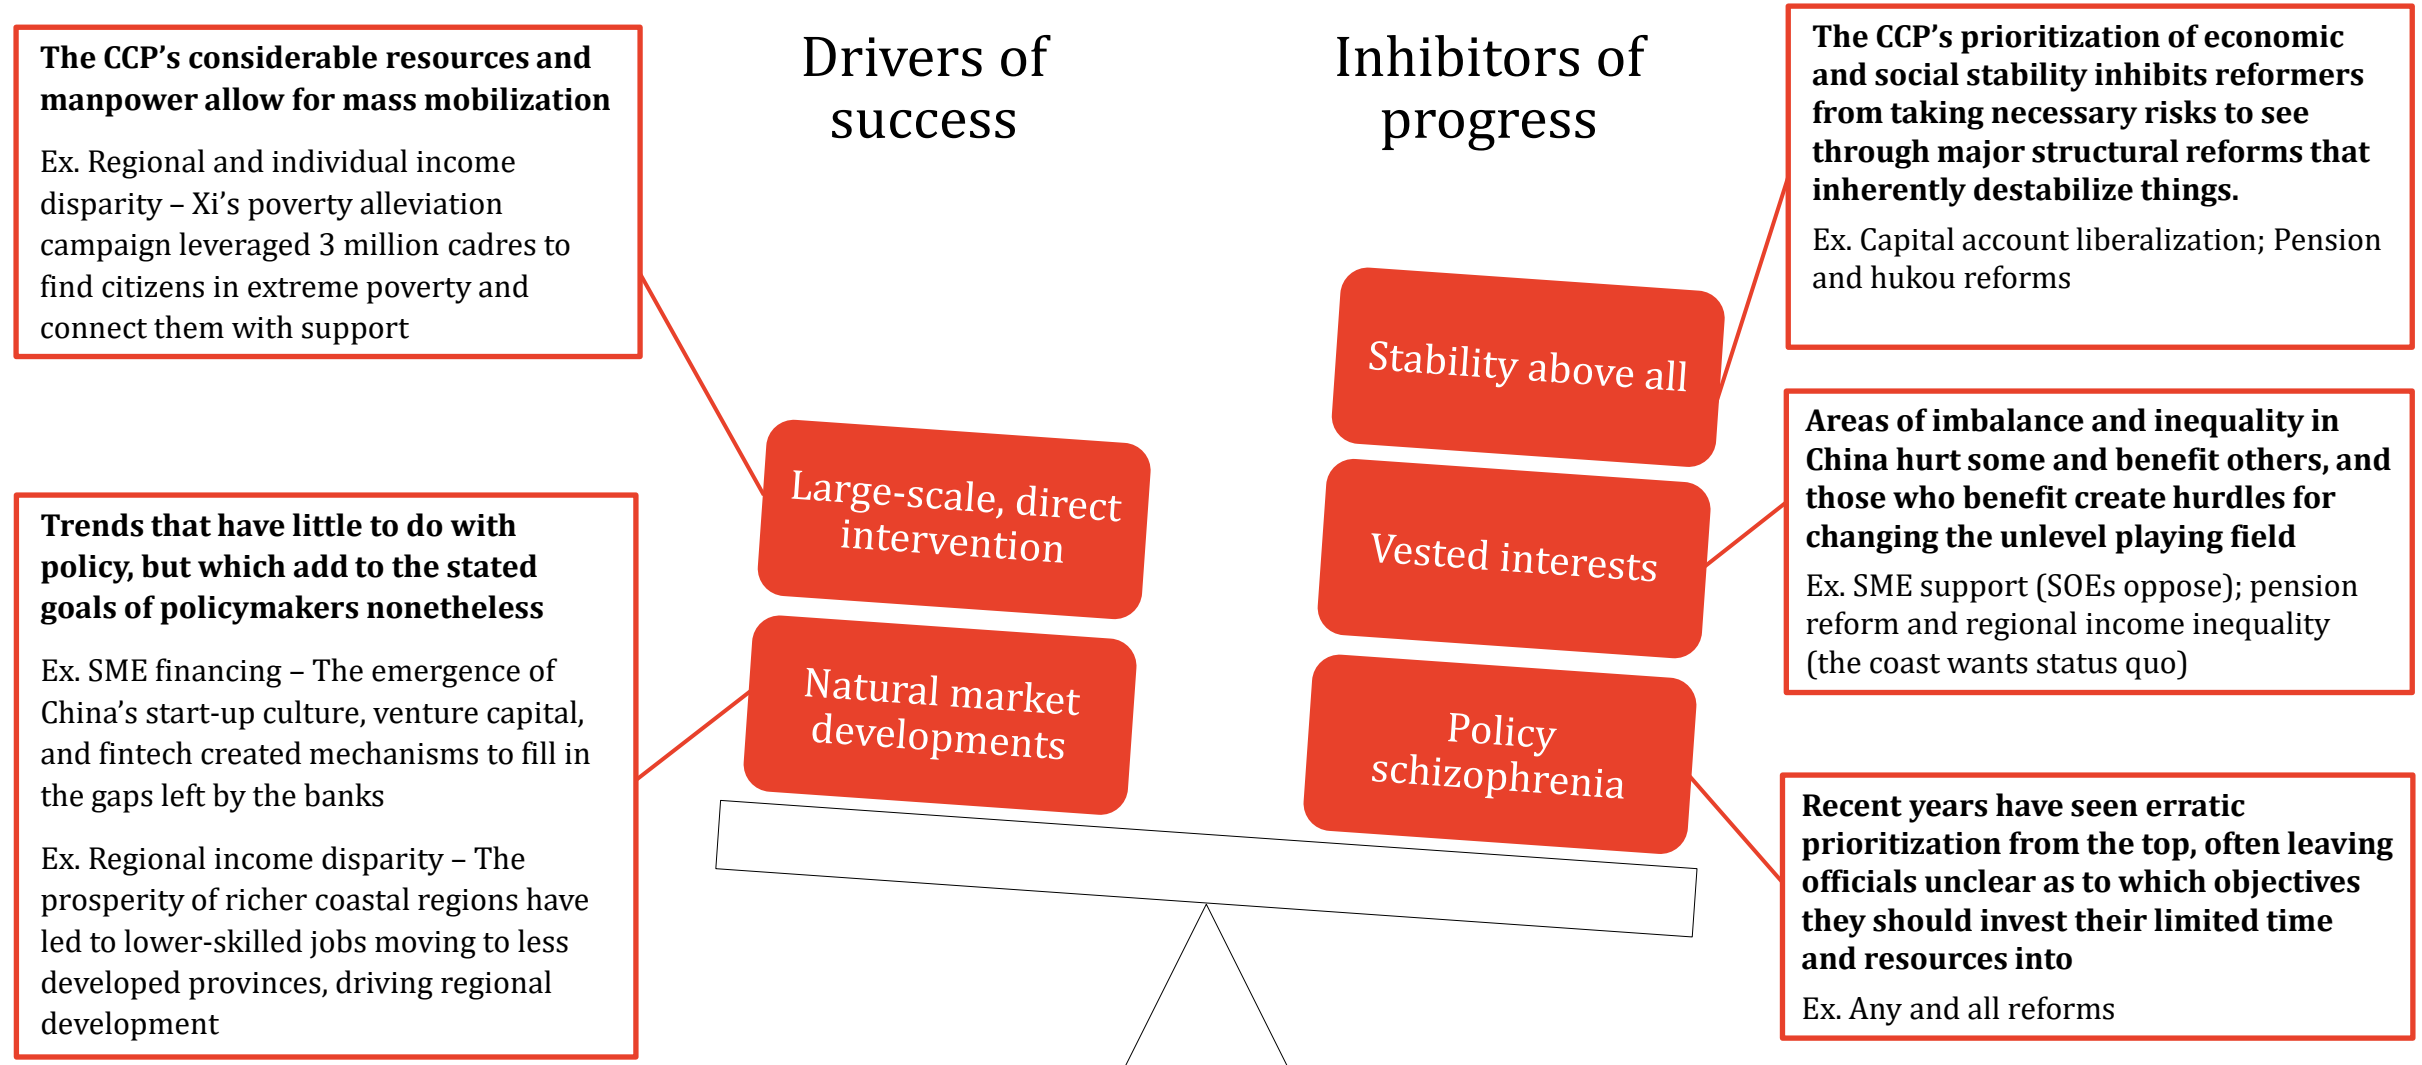 Drivers of
success
Inhibitors of
progress
The CCP’s considerable resources and
manpower allow for mass mobilization
Ex. Regional and individual income
disparity – Xi’s poverty alleviation
campaign leveraged 3 million cadres to
find citizens in extreme poverty and
connect them with support
Trends that have little to do with
policy, but which add to the stated
goals of policymakers nonetheless
Ex. SME financing – The emergence of
China’s start-up culture, venture capital,
and fintech created mechanisms to fill in
the gaps left by the banks
Ex. Regional income disparity – The
prosperity of richer coastal regions have
led to lower-skilled jobs moving to less
developed provinces, driving regional
development
Large-scale, direct
intervention
Natural market
developments
Stability above all
Vested interests
Policy
schizophrenia
The CCP’s prioritization of economic
and social stability inhibits reformers
from taking necessary risks to see
through major structural reforms that
inherently destabilize things.
Ex. Capital account liberalization; Pension
and hukou reforms
Areas of imbalance and inequality in
China hurt some and benefit others, and
those who benefit create hurdles for
changing the unlevel playing field
Ex. SME support (SOEs oppose); pension
reform and regional income inequality
(the coast wants status quo)
Recent years have seen erratic
prioritization from the top, often leaving
officials unclear as to which objectives
they should invest their limited time
and resources into
Ex. Any and all reforms